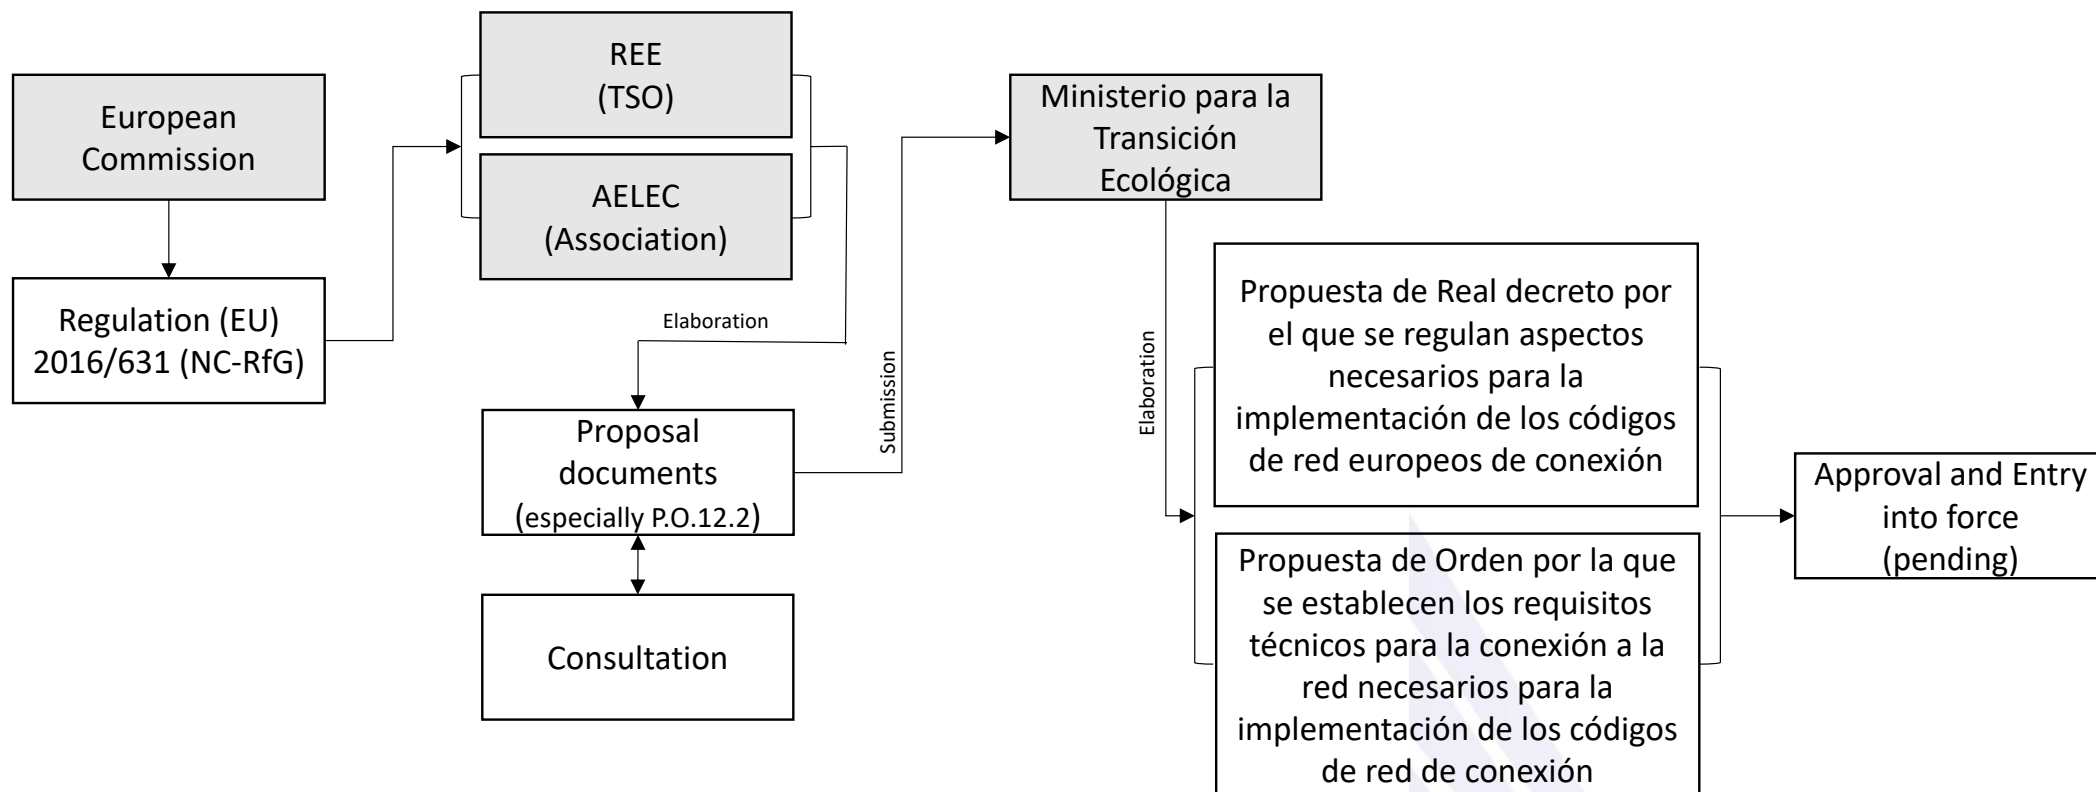 European
Commission
Regulation (EU)
2016/631 (NC-RfG)
REE
(TSO)
AELEC
(Association)
Elaboration
Proposal
documents
(especially P.O.12.2)
Consultation
Submission
Ministerio para la
Transición
Ecológica
Elaboration
Propuesta de Real decreto por
el que se regulan aspectos
necesarios para la
implementación de los códigos
de red europeos de conexión
Propuesta de Orden por la que
se establecen los requisitos
técnicos para la conexión a la
red necesarios para la
implementación de los códigos
de red de conexión
Approval and Entry
into force
(pending)